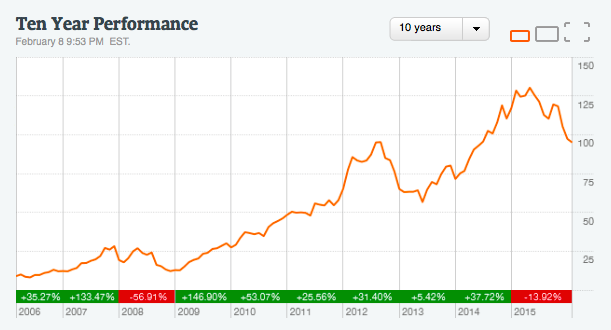 Ten Year Performance
February 8 9:53 PM EST.
10 years
150
125
100
75
50
25
+35.27% +133.47% -56.91% +146.90% +53.07% +25.56% +31.40% +5.42% +37.72% -13.92%
2006 2007 2008 2009 2010 2011 2012 2013 2014 2015